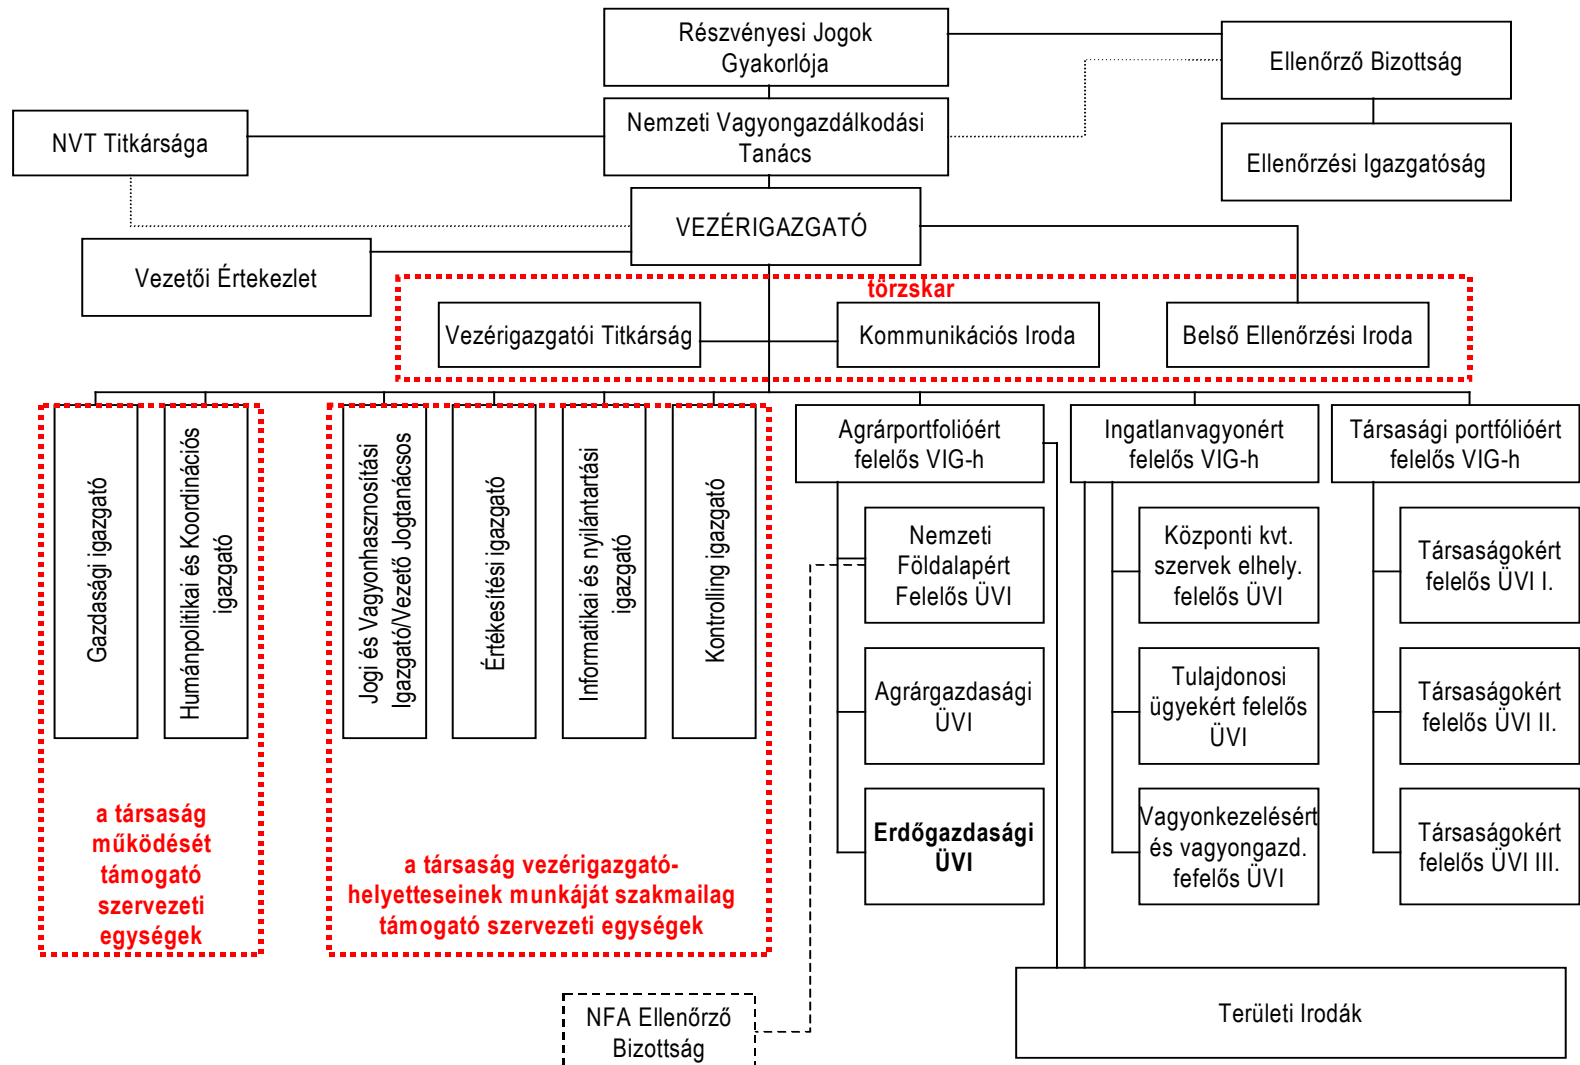 Részvényesi Jogok
Gyakorlója
Ellenőrző Bizottság
NVT Titkársága
Nemzeti Vagyongazdálkodási
Tanács
Ellenőrzési Igazgatóság
VEZÉRIGAZGATÓ
Vezetői Értekezlet
törzskar
Vezérigazgatói Titkárság
Kommunikációs Iroda
Belső Ellenőrzési Iroda
Gazdasági igazgató
Humánpolitikai és Koordinációs
igazgató
Jogi és Vagyonhasznosítási
Igazgató/Vezető Jogtanácsos
Értékesítési igazgató
Informatikai és nyilántartási
igazgató
Kontrolling igazgató
Agrárportfolióért
felelős VIG-h
Ingatlanvagyonért
felelős VIG-h
Társasági portfólióért
felelős VIG-h
Nemzeti
Földalapért
Felelős ÜVI
Központi kvt.
szervek elhely.
felelős ÜVI
Társaságokért
felelős ÜVI I.
Agrárgazdasági
ÜVI
Tulajdonosi
ügyekért felelős
ÜVI
Társaságokért
felelős ÜVI II.
Erdőgazdasági
ÜVI
Vagyonkezelésért
és vagyongazd.
fefelős ÜVI
Társaságokért
felelős ÜVI III.
a társaság
működését
támogató
szervezeti
egységek
a társaság vezérigazgató-
helyetteseinek munkáját szakmailag
támogató szervezeti egységek
NFA Ellenőrző
Bizottság
Területi Irodák